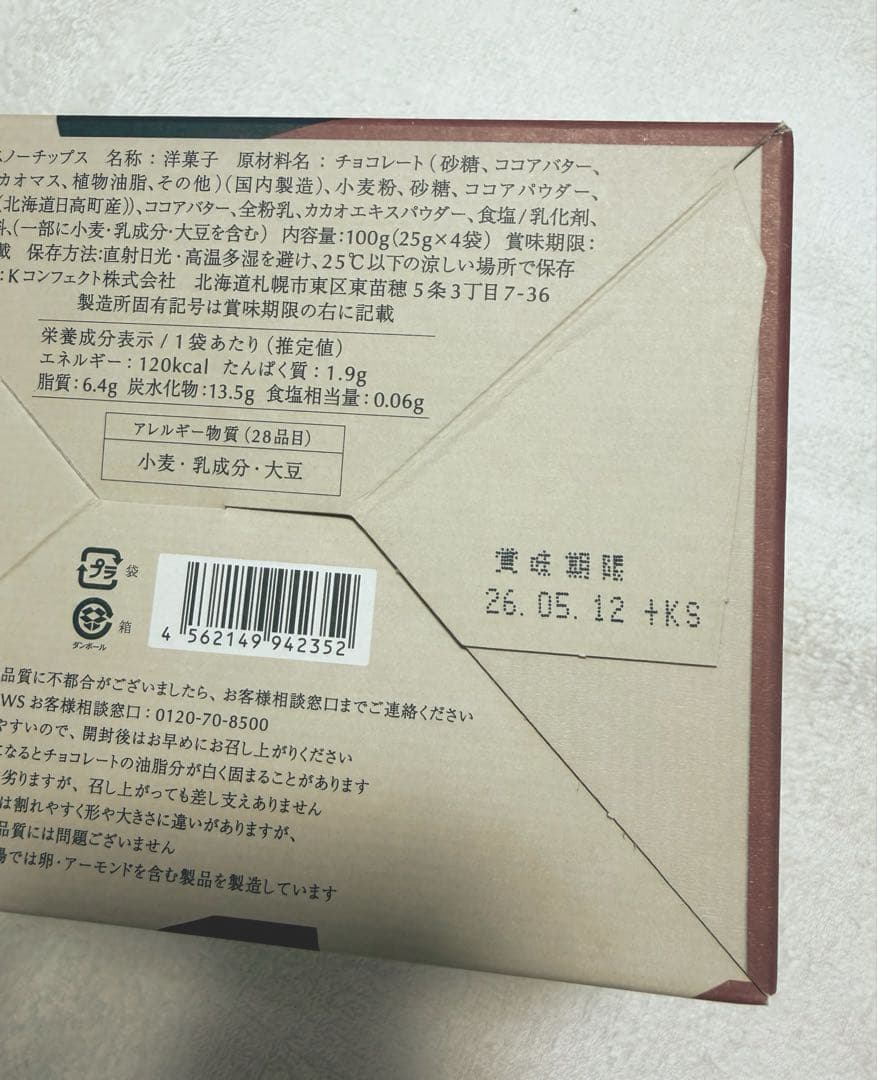 スノーチップス 名称：洋菓子 原材料名：チョコレート（砂糖、ココアバター、
カカオマス、植物油脂、その他）（国内製造）、小麦粉、砂糖、ココアパウダー、
（北海道日高町産））、ココアバター、全粉乳、カカオエキスパウダー、食塩/乳化剤、
料、（一部に小麦・乳成分・大豆を含む） 内容量：100g（25g×4袋） 賞味期限：
載 保存方法：直射日光・高温多湿を避け、25℃以下の涼しい場所で保存
：Kコンフェクト株式会社 北海道札幌市東区東苗穂5条3丁目7-36
製造所固有記号は賞味期限の右に記載
栄養成分表示/1袋あたり（推定値）
エネルギー：120kcal たんぱく質：1.9g
脂質：6.4g 炭水化物：13.5g 食塩相当量：0.06g
アレルギー物質（28品目）
小麦・乳成分・大豆
賞味期限
26.05.12 +KS
プラ 袋
ダンボール 箱
4 562149 942352
品質に不都合がございましたら、お客様相談窓口までご連絡ください
WS お客様相談窓口：0120-70-8500
やすいので、開封後はお早めにお召し上がりください
になるとチョコレートの油脂分が白く固まることがあります
劣りますが、召し上がっても差し支えありません
は割れやすく形や大きさに違いがありますが、
品質には問題ございません
場では卵・アーモンドを含む製品を製造しています